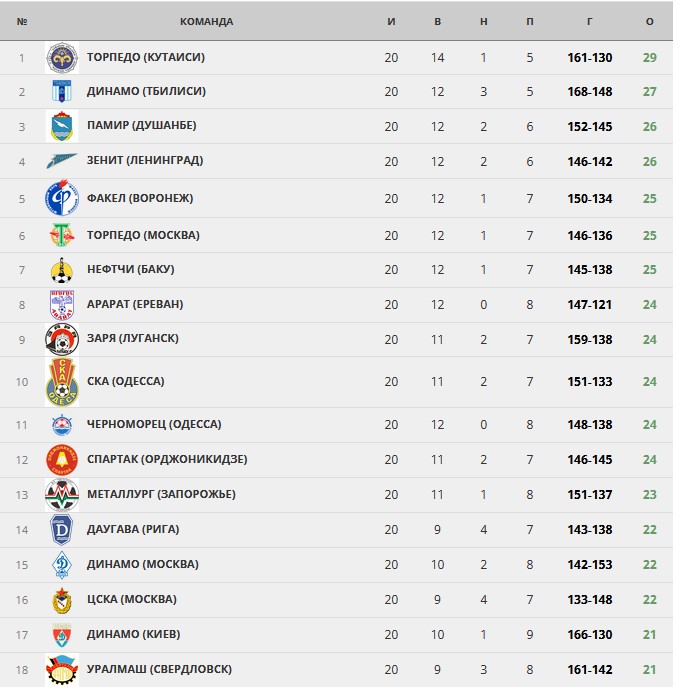 № КОМАНДА И В Н П Г О
1 ТОРПЕДО (КУТАИСИ) 20 14 1 5 161-130 29
2 ДИНАМО (ТБИЛИСИ) 20 12 3 5 168-148 27
3 ПАМИР (ДУШАНБЕ) 20 12 2 6 152-145 26
4 ЗЕНИТ (ЛЕНИНГРАД) 20 12 2 6 146-142 26
5 ФАКЕЛ (ВОРОНЕЖ) 20 12 1 7 150-134 25
6 ТОРПЕДО (МОСКВА) 20 12 1 7 146-136 25
7 НЕФТЧИ (БАКУ) 20 12 1 7 145-138 25
8 АРАРАТ (ЕРЕВАН) 20 12 0 8 147-121 24
9 ЗАРЯ (ЛУГАНСК) 20 11 2 7 159-138 24
10 СКА (ОДЕССА) 20 11 2 7 151-133 24
11 ЧЕРНОМОРЕЦ (ОДЕССА) 20 12 0 8 148-138 24
12 СПАРТАК (ОРДЖОНИКИДЗЕ) 20 11 2 7 146-145 24
13 МЕТАЛЛУРГ (ЗАПОРОЖЬЕ) 20 11 1 8 151-137 23
14 ДАУГАВА (РИГА) 20 9 4 7 143-138 22
15 ДИНАМО (МОСКВА) 20 10 2 8 142-153 22
16 ЦСКА (МОСКВА) 20 9 4 7 133-148 22
17 ДИНАМО (КИЕВ) 20 10 1 9 166-130 21
18 УРАЛМАШ (СВЕРДЛОВСК) 20 9 3 8 161-142 21